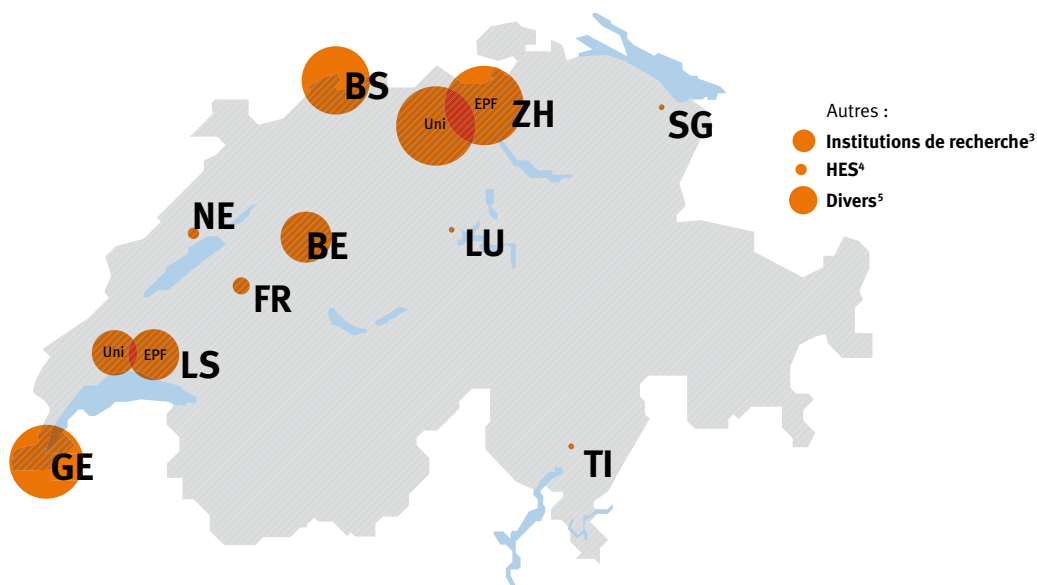 BS
EPF
ZH
Uni
SG
Autres :
Institutions de recherche³
HES⁴
Divers⁵
NE
BE
LU
FR
Uni
EPF
LS
GE
TI